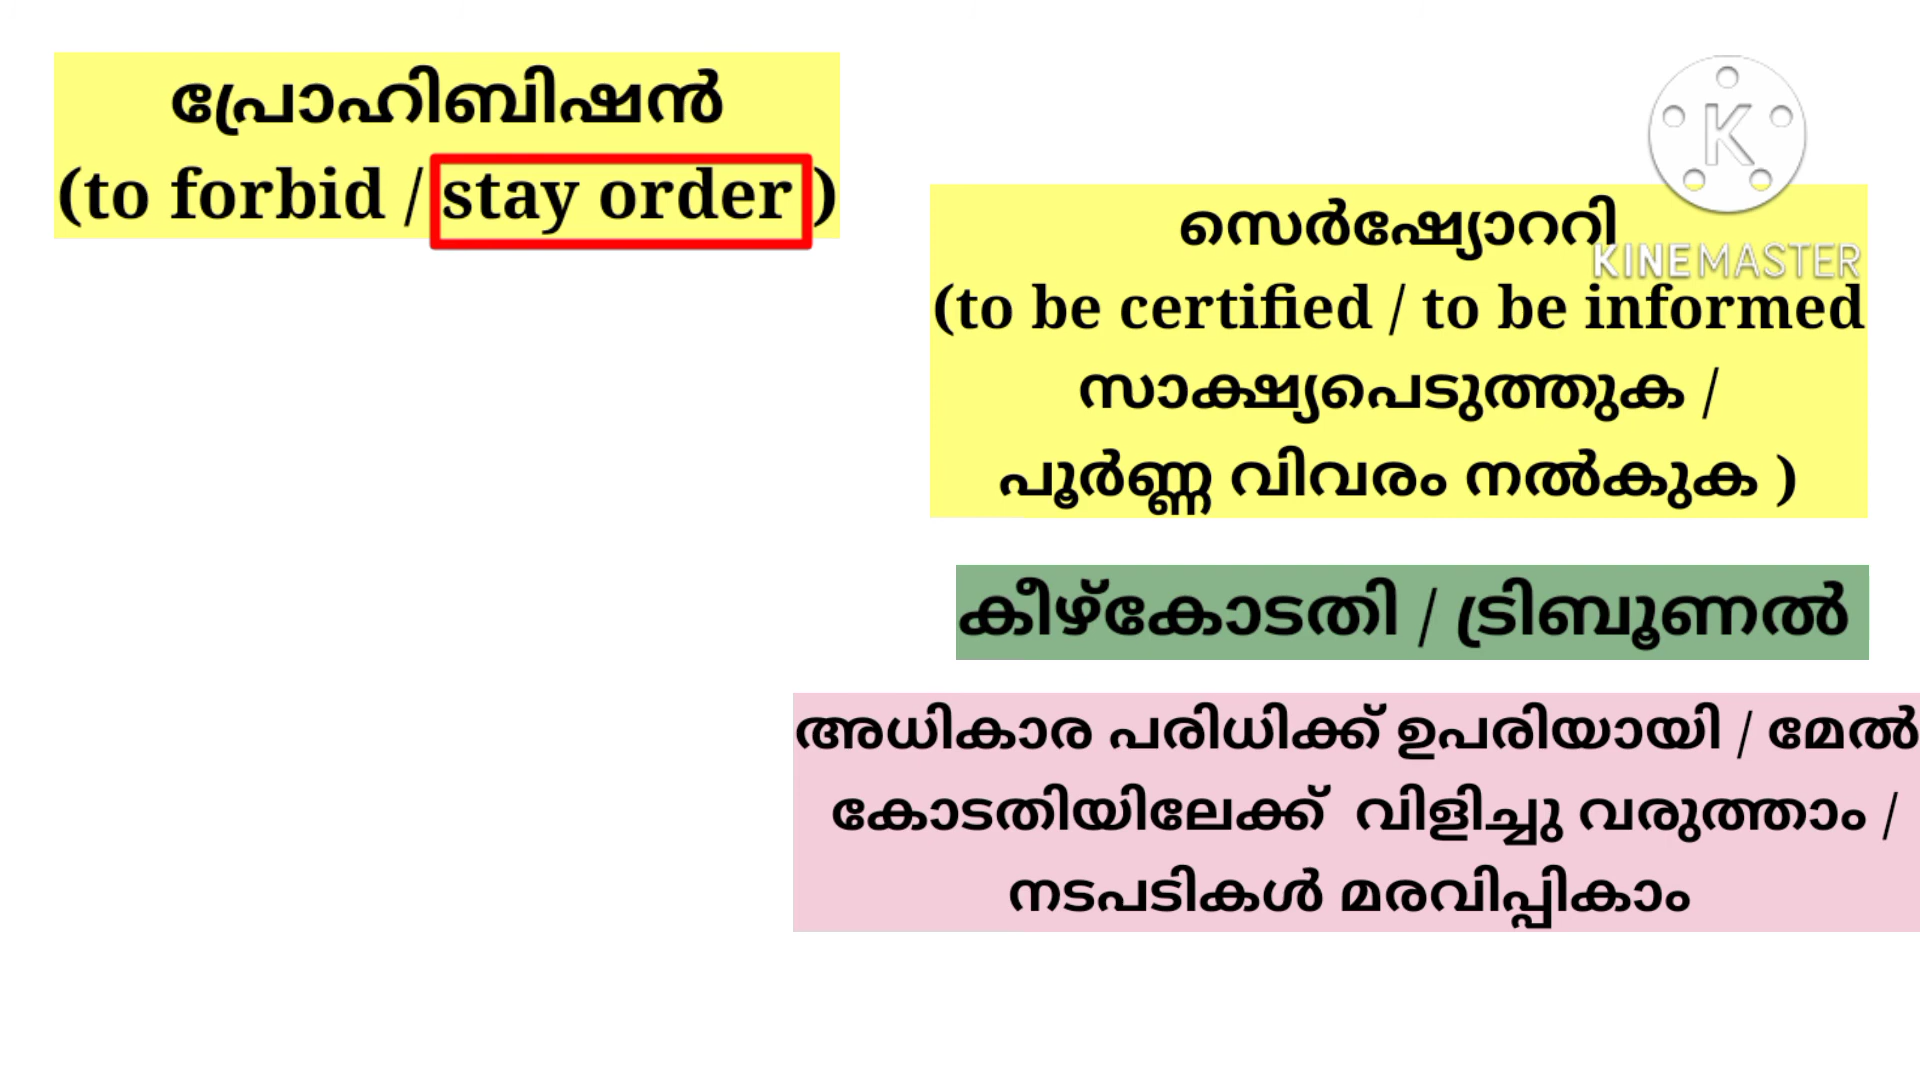 പ്രോഹിബിഷൻ
(to forbid / stay order )
K
KINEMASTER
സെർഷ്യോററി
(to be certified / to be informed
സാക്ഷ്യപെടുത്തുക /
പൂർണ്ണ വിവരം നൽകുക )
കീഴ്കോടതി / ട്രിബൂണൽ
അധികാര പരിധിക്ക് ഉപരിയായി / മേൽ
കോടതിയിലേക്ക് വിളിച്ചു വരുത്താം /
നടപടികൾ മരവിപ്പികാം